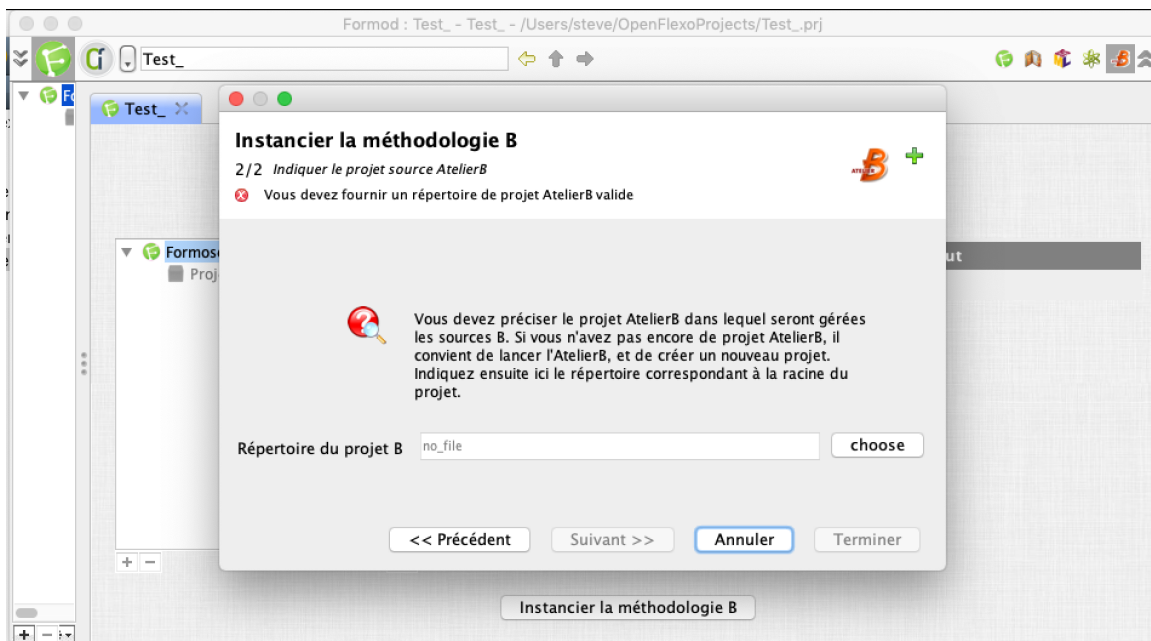 Formod : Test_ - Test_ - /Users/steve/OpenFlexoProjects/Test_.prj
Test_
Test_
Instancier la méthodologie B
2/2 Indiquer le projet source AtelierB
Vous devez fournir un répertoire de projet AtelierB valide
ATELIER B
Formos
Proj
ut
Vous devez préciser le projet AtelierB dans lequel seront gérées
les sources B. Si vous n'avez pas encore de projet AtelierB, il
convient de lancer l'AtelierB, et de créer un nouveau projet.
Indiquez ensuite ici le répertoire correspondant à la racine du
projet.
Répertoire du projet B no_file choose
<< Précédent Suivant >> Annuler Terminer
Instancier la méthodologie B